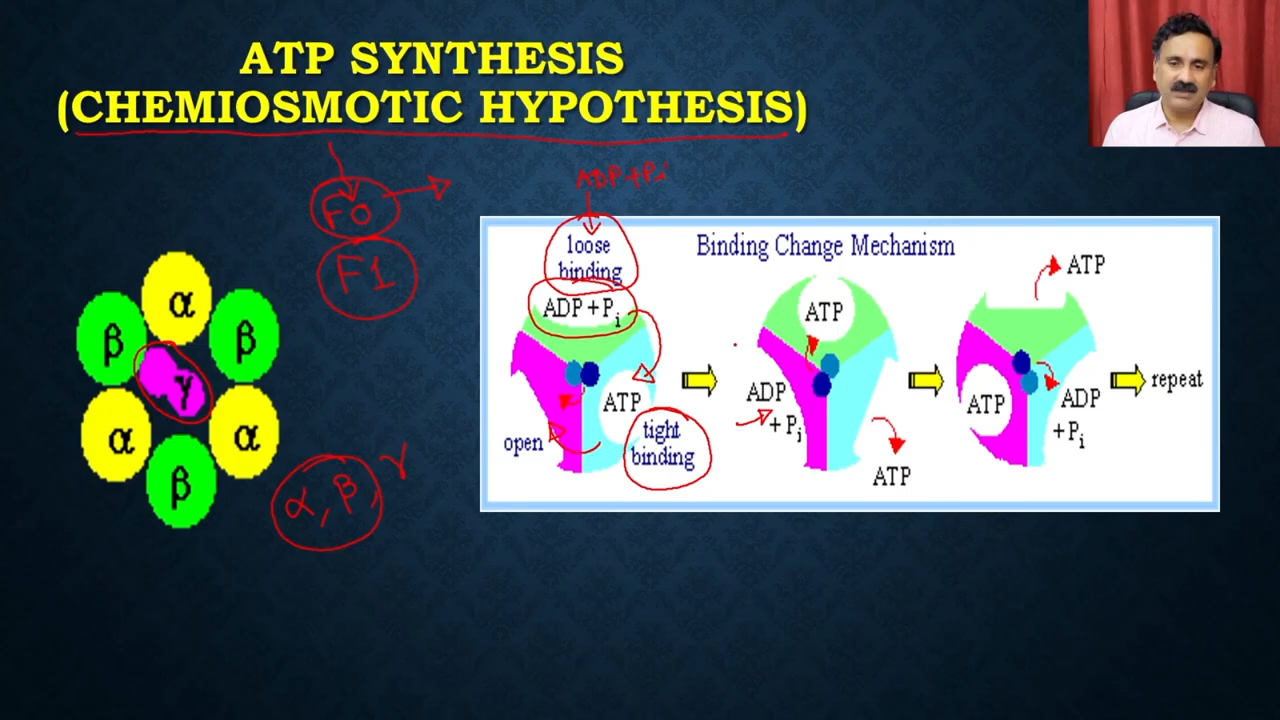 ATP SYNTHESIS
(CHEMIOSMOTIC HYPOTHESIS)
F0
F1
ADP + Pi
α
β
β
γ
α
α
β
α, β, γ
Binding Change Mechanism
loose
binding
ADP + Pi
ATP
open
tight
binding
ATP
ADP
+ Pi
ATP
ATP
ATP
ADP
+ Pi
repeat